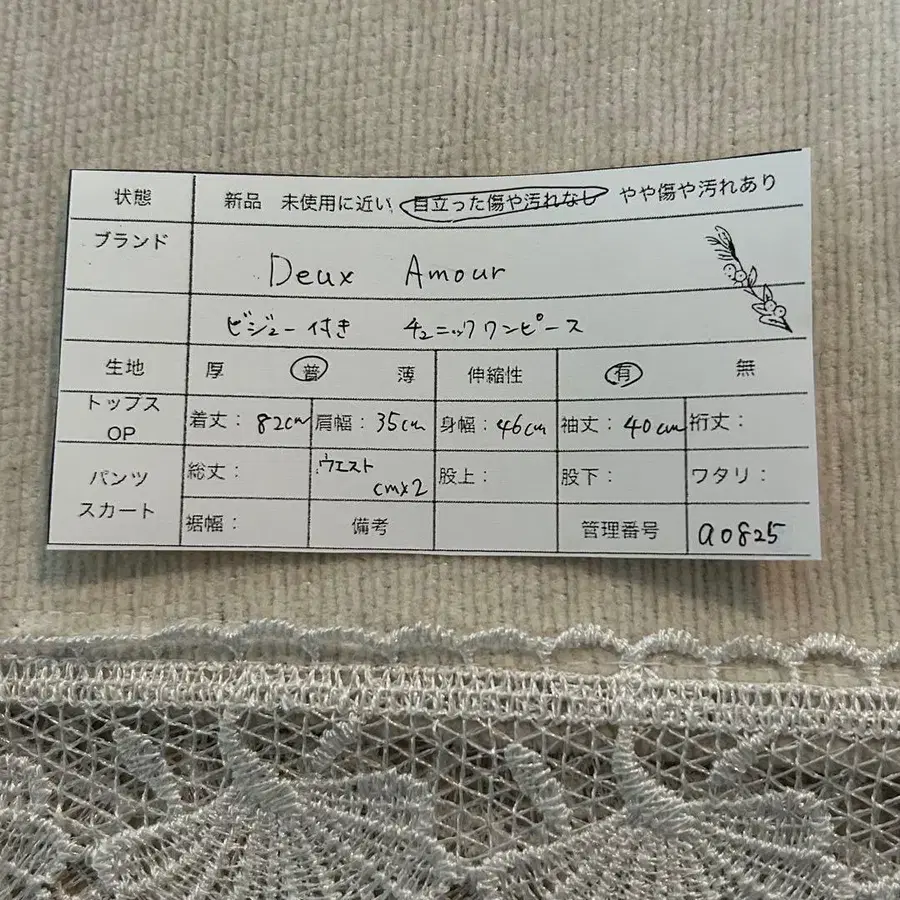 状態 新品 未使用に近い 目立った傷や汚れなし やや傷や汚れあり
ブランド Deux Amour
ビジュー付き チュニックワンピース
生地 厚 普 薄 伸縮性 有 無
トップス OP 着丈: 82cm 肩幅: 35cm 身幅: 46cm 袖丈: 40cm 裄丈:
パンツ スカート 総丈: ウエスト cm×2 股上: 股下: ワタリ:
裾幅: 備考 管理番号 a0825